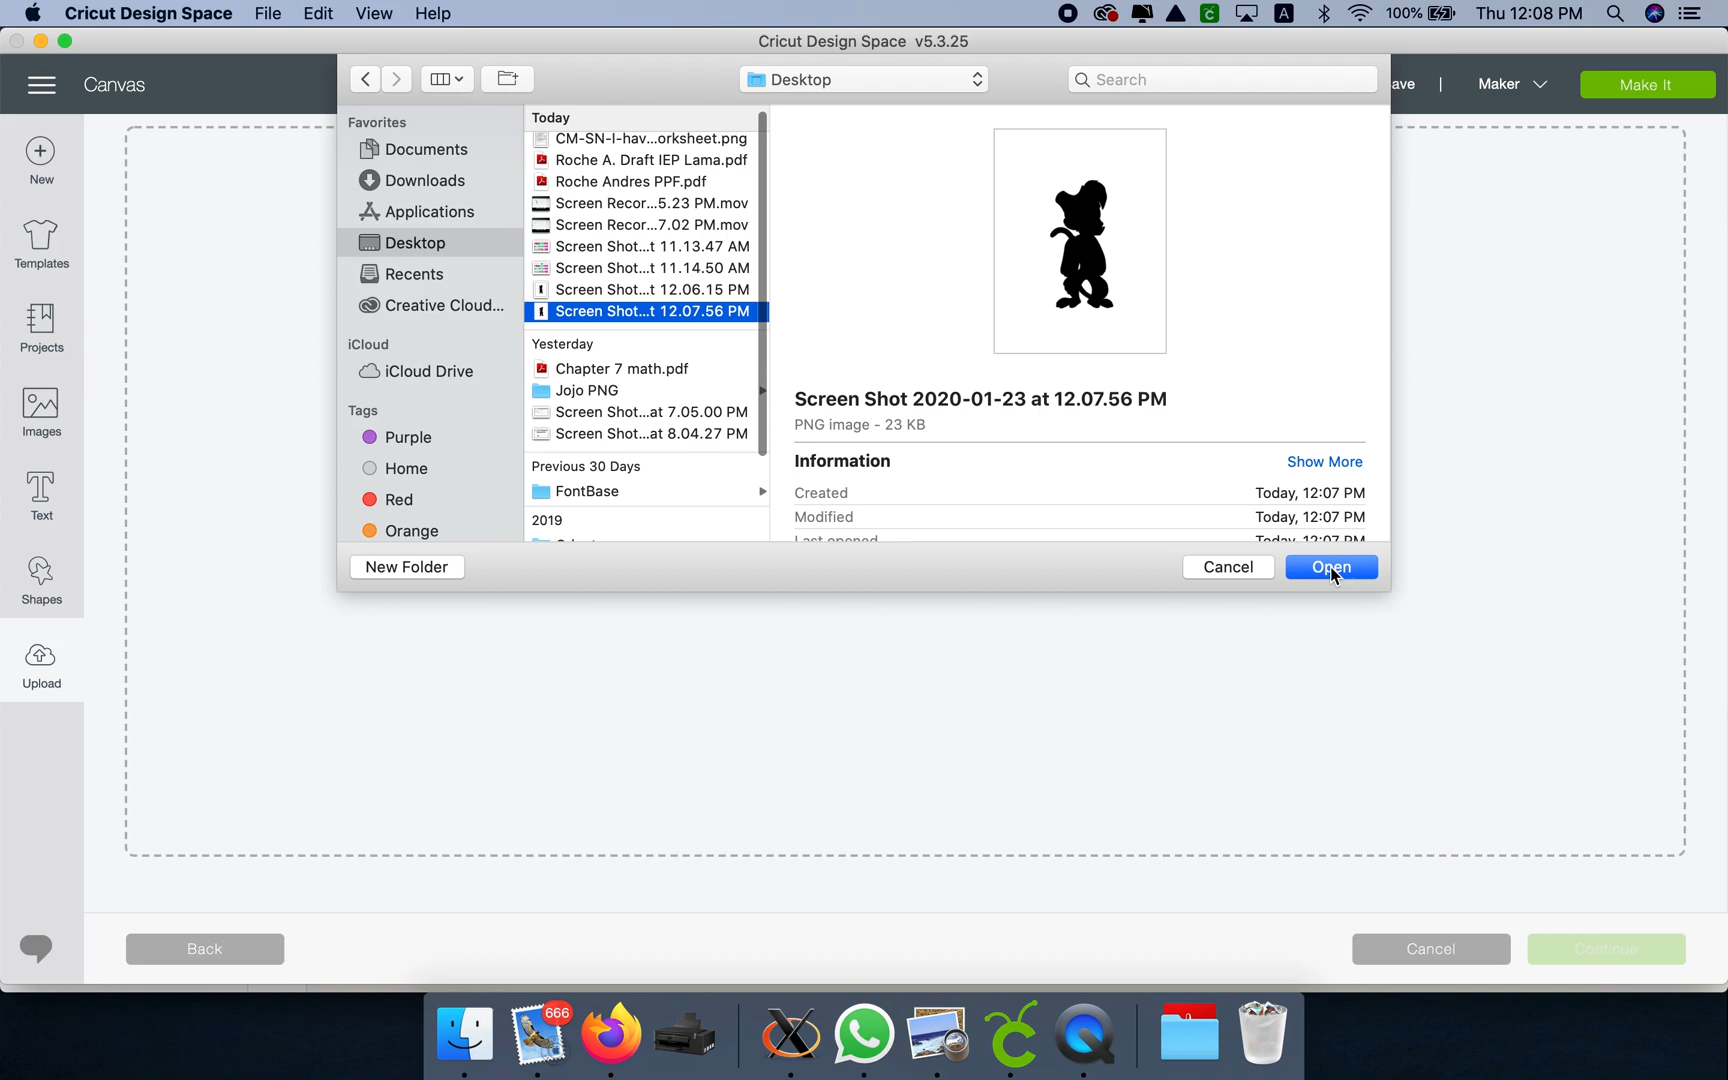 Cricut Design Space File Edit View Help 100% Thu 12:08 PM
Cricut Design Space v5.3.25
Canvas
Desktop
Search
ave | Maker
Make It
New
Templates
Projects
Images
Text
Shapes
Upload
Favorites
Documents
Downloads
Applications
Desktop
Recents
Creative Cloud...
iCloud
iCloud Drive
Tags
Purple
Home
Red
Orange
Today
CM-SN-I-hav...orksheet.png
Roche A. Draft IEP Lama.pdf
Roche Andres PPF.pdf
Screen Recor...5.23 PM.mov
Screen Recor...7.02 PM.mov
Screen Shot...t 11.13.47 AM
Screen Shot...t 11.14.50 AM
Screen Shot...t 12.06.15 PM
Screen Shot...t 12.07.56 PM
Yesterday
Chapter 7 math.pdf
Jojo PNG
Screen Shot...at 7.05.00 PM
Screen Shot...at 8.04.27 PM
Previous 30 Days
FontBase
2019
Screen Shot 2020-01-23 at 12.07.56 PM
PNG image - 23 KB
Information Show More
Created Today, 12:07 PM
Modified Today, 12:07 PM
Last opened Today, 12:07 PM
New Folder
Cancel
Open
Back
Cancel
Continue
666